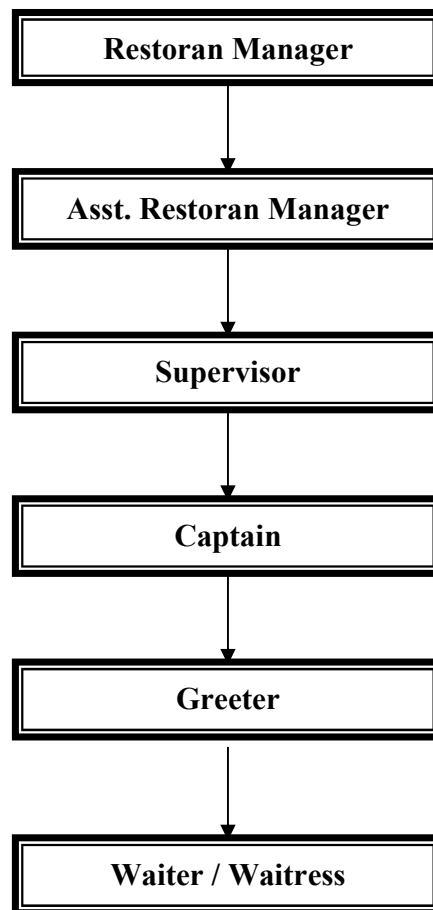 Restoran Manager
Asst. Restoran Manager
Supervisor
Captain
Greeter
Waiter / Waitress